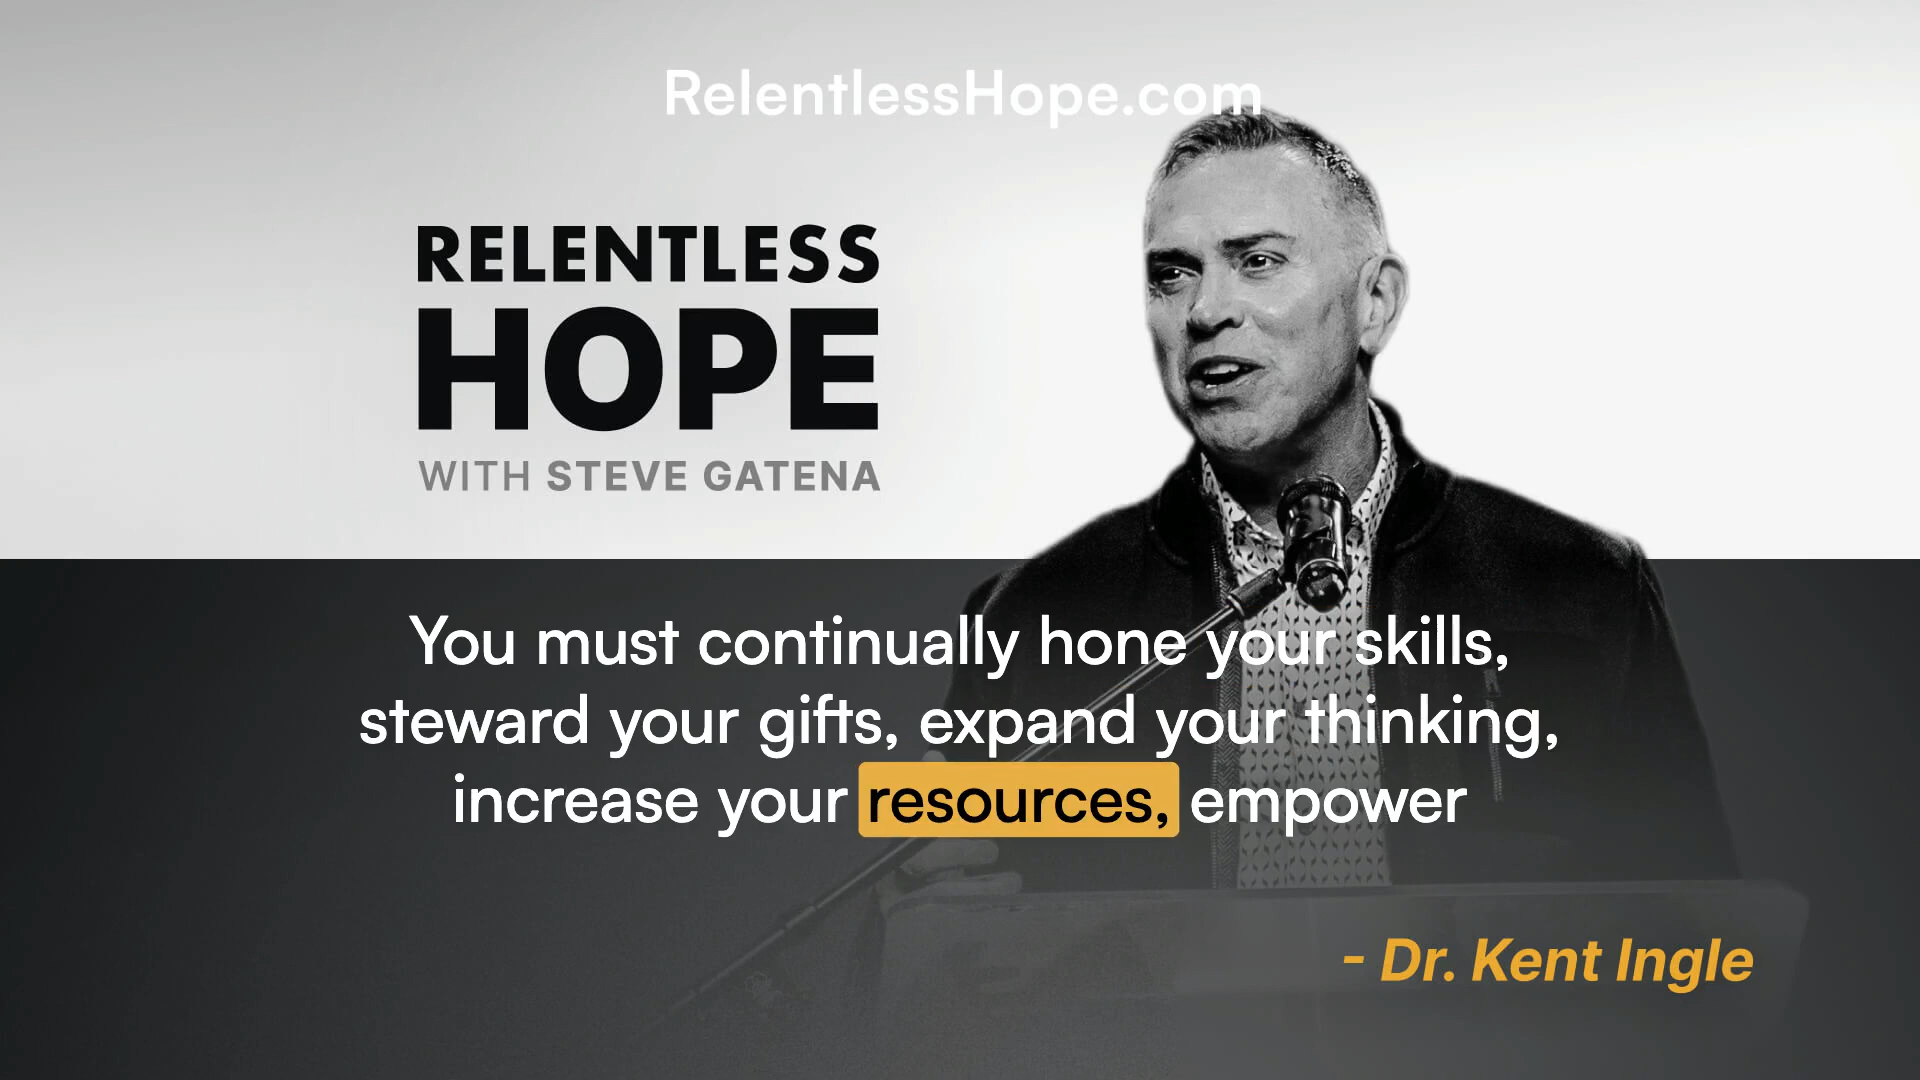 RelentlessHope.com
RELENTLESS
HOPE
WITH STEVE GATENA
You must continually hone your skills,
steward your gifts, expand your thinking,
increase your resources, empower
- Dr. Kent Ingle